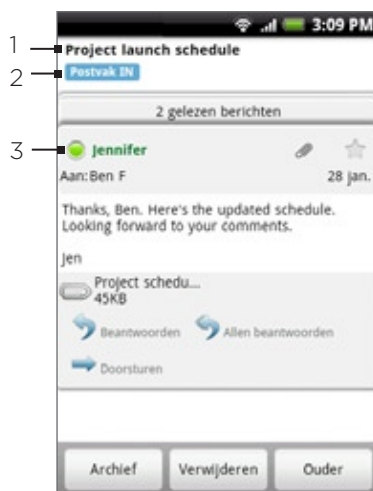 3:09 PM
1 Project launch schedule
2 Postvak IN
2 gelezen berichten
3 Jennifer
Aan: Ben F 28 jan.
Thanks, Ben. Here's the updated schedule.
Looking forward to your comments.
Jen
Project schedu...
45KB
Beantwoorden Allen beantwoorden
Doorsturen
Archief Verwijderen Ouder